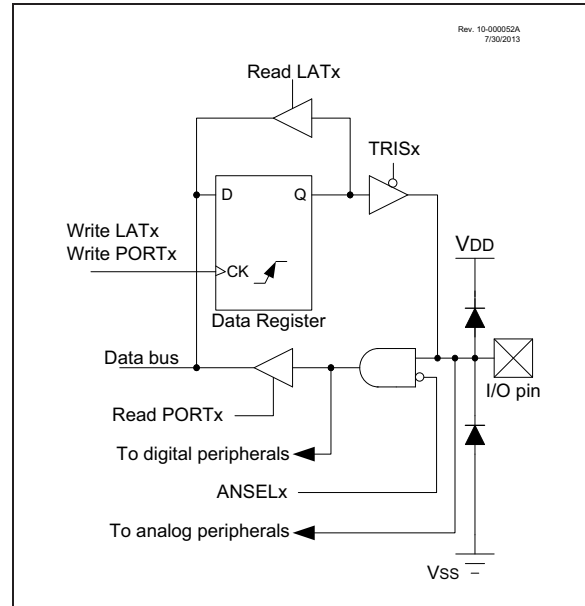 Rev. 10-000052A
7/30/2013
Read LATx
TRISx
D
Q
Write LATx
Write PORTx
CK
VDD
Data Register
Data bus
I/O pin
Read PORTx
To digital peripherals
ANSELx
To analog peripherals
VSS